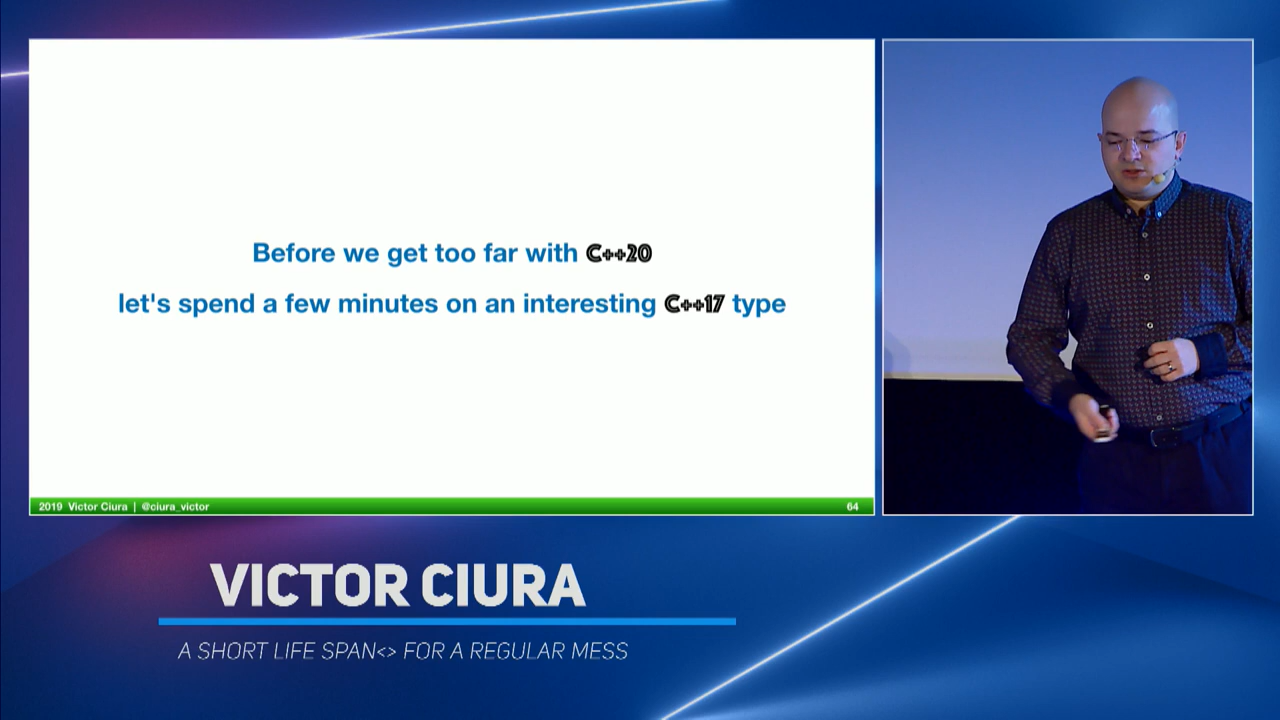 Before we get too far with C++20
let's spend a few minutes on an interesting C++17 type
2019 Victor Ciura | @ciura_victor
64
VICTOR CIURA
A SHORT LIFE SPAN<> FOR A REGULAR MESS